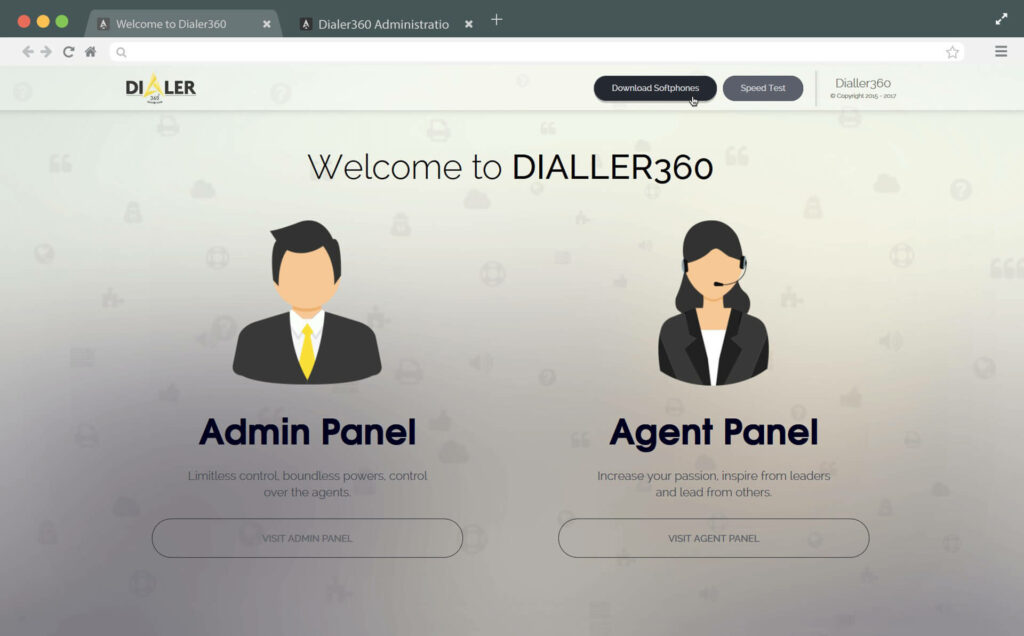 Welcome to Dialer360
Dialer360 Administratio
DIALER
360
Download Softphones
Speed Test
Dialler360
© Copyright 2015 - 2017
Welcome to DIALLER360
Admin Panel
Limitless control, boundless powers, control
over the agents.
VISIT ADMIN PANEL
Agent Panel
Increase your passion, inspire from leaders
and lead from others.
VISIT AGENT PANEL